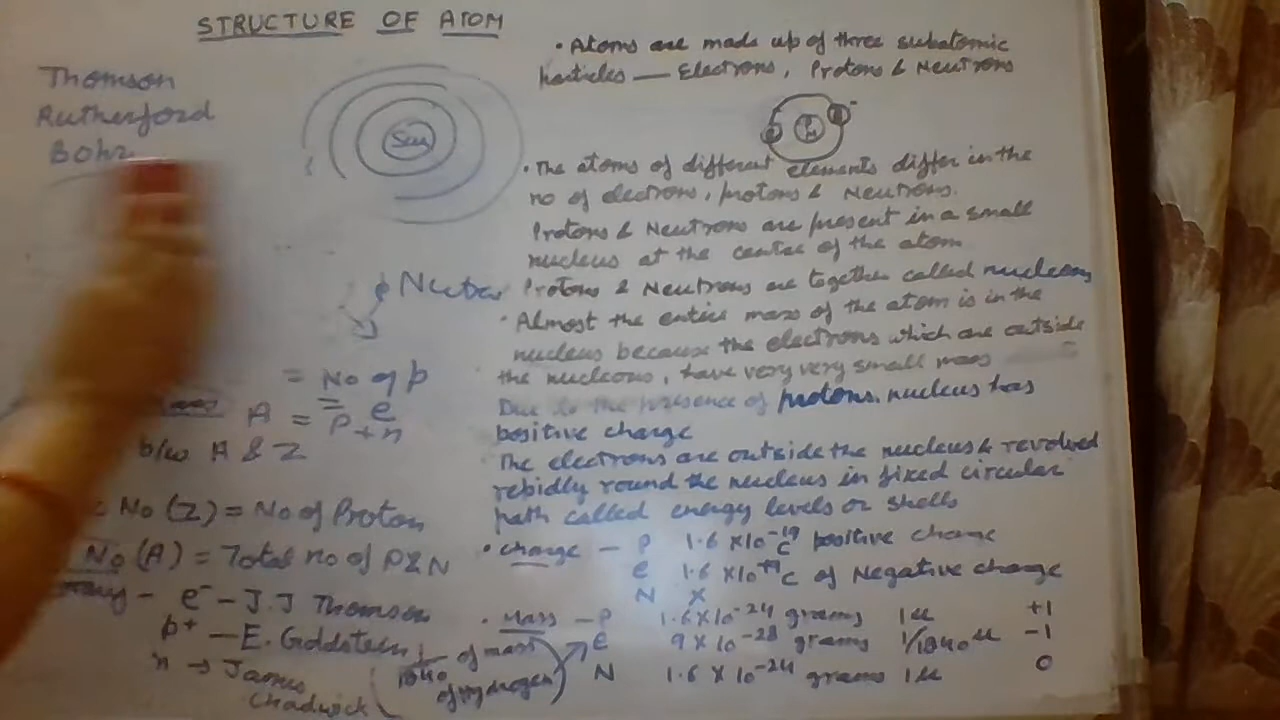 STRUCTURE OF ATOM
Thomson
Rutherford
Bohr
Sun
Neutra
= No of p
= e
A = P + n
b/w A & Z
No (Z) = No of Proton
No (A) = Total no of P & N
e⁻ - J.J Thomson
p⁺ — E. Goldstein
n → James
Chadwick
1/1840 of mass
of Hydrogen
• Atoms are made up of three subatomic
particles — Electrons, Protons & Neutrons
• The atoms of different elements differ in the
no of electrons, protons & Neutrons.
Protons & Neutrons are present in a small
nucleus at the centre of the atom
Protons & Neutrons are together called nucleons
• Almost the entire mass of the atom is in the
nucleus because the electrons which are outside
the nucleous, have very very small mass
Due to the presence of protons, nucleus has
positive charge
The electrons are outside the nucleus & revolved
rebidly round the nucleus in fixed circular
path called energy levels or shells
• charge — P 1.6 × 10⁻¹⁹ C positive charge
e 1.6 × 10⁻¹⁹ C of Negative charge
N X
• Mass — P 1.6 × 10⁻²⁴ grams 1u +1
e 9 × 10⁻²⁸ grams 1/1840 u -1
N 1.6 × 10⁻²⁴ grams 1u 0